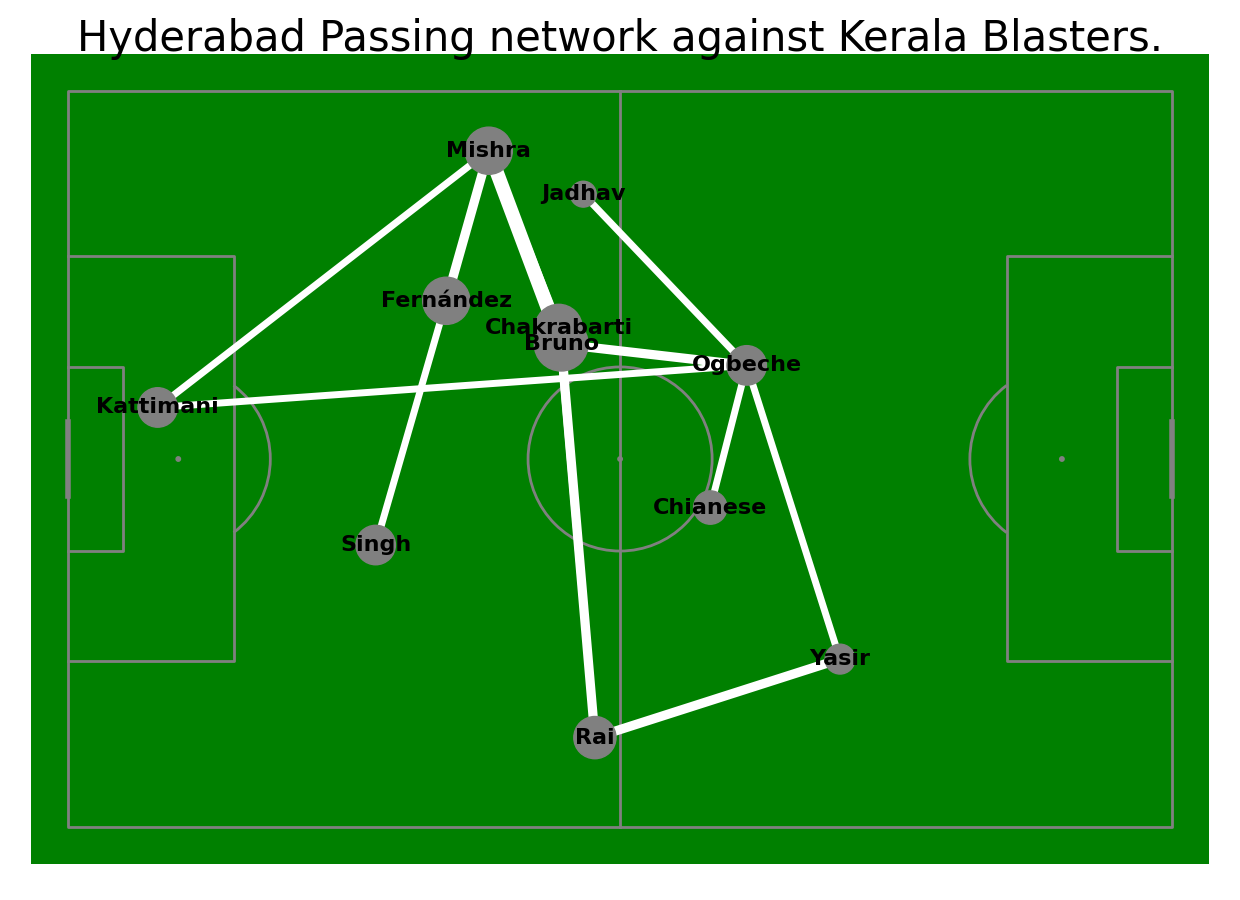 Hyderabad Passing network against Kerala Blasters.
Mishra
Jadhav
Fernández
Chakrabarti
Bruno
Ogbeche
Kattimani
Chianese
Singh
Yasir
Rai